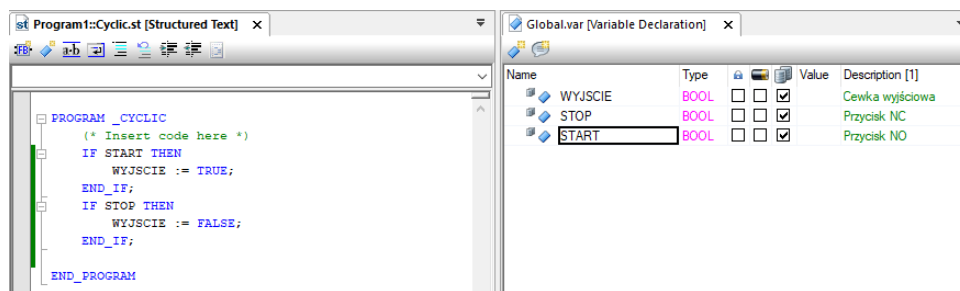 Program1::Cyclic.st [Structured Text]
PROGRAM _CYCLIC
(* Insert code here *)
IF START THEN
WYJSCIE := TRUE;
END_IF;
IF STOP THEN
WYJSCIE := FALSE;
END_IF;
END_PROGRAM
Global.var [Variable Declaration]
Name Type Value Description [1]
WYJSCIE BOOL Cewka wyjściowa
STOP BOOL Przycisk NC
START BOOL Przycisk NO